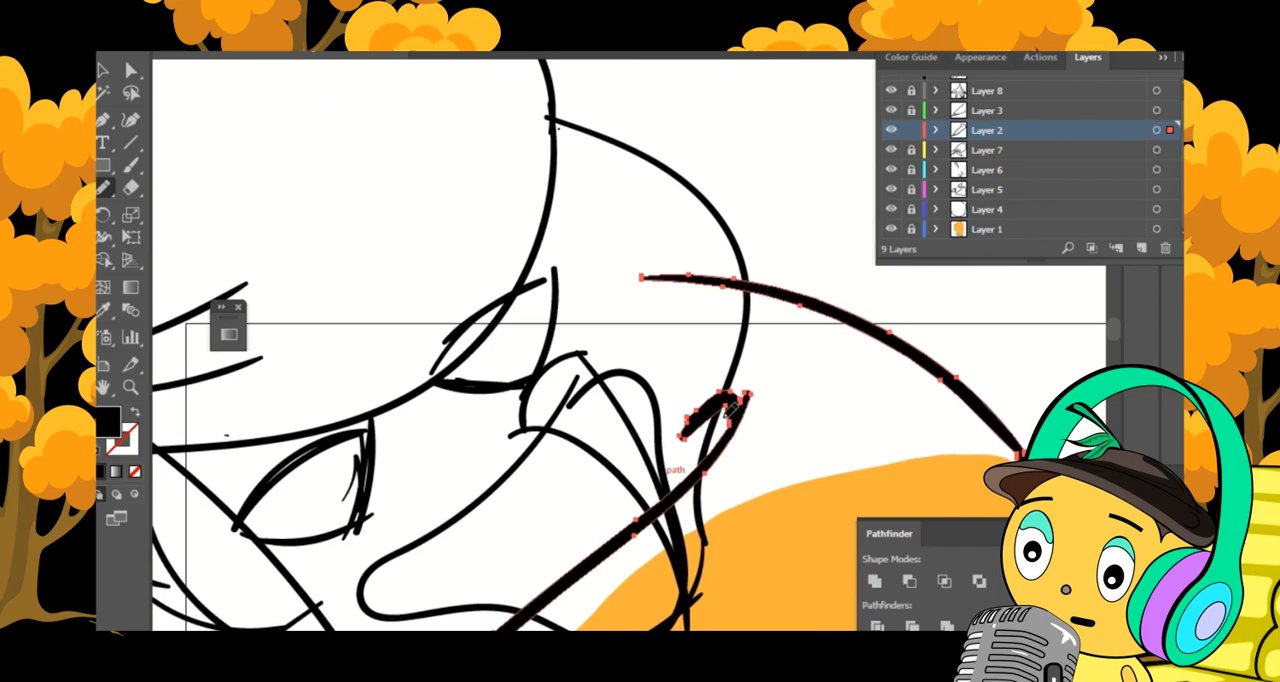 Color Guide Appearance Actions Layers
Layer 8
Layer 3
Layer 2
Layer 7
Layer 6
Layer 5
Layer 4
Layer 1
9 Layers
path
Pathfinder
Shape Modes:
Pathfinders: